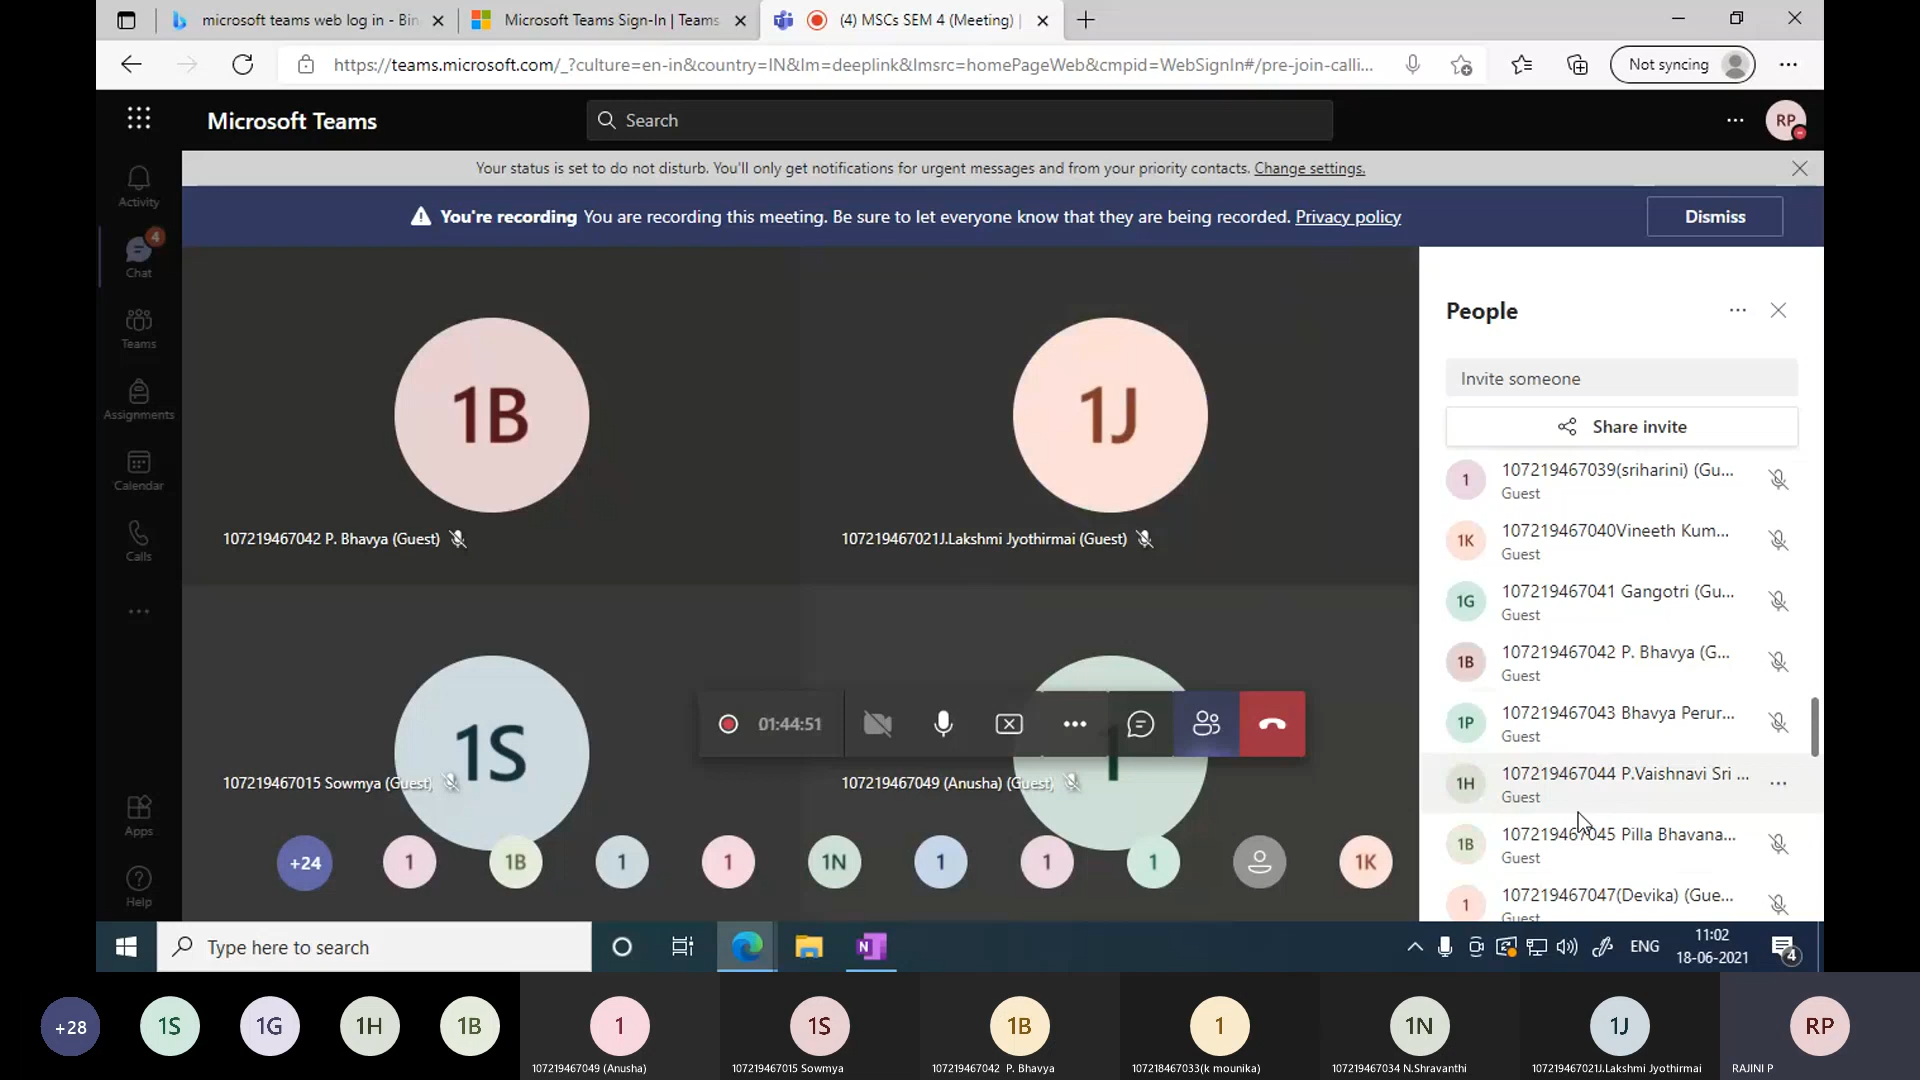 microsoft teams web log in - Bin
Microsoft Teams Sign-In | Teams
(4) MSCs SEM 4 (Meeting) |
https://teams.microsoft.com/_?culture=en-in&country=IN&lm=deeplink&lmsrc=homePageWeb&cmpid=WebSignIn#/pre-join-calli...
Not syncing
Microsoft Teams
Search
RP
Your status is set to do not disturb. You'll only get notifications for urgent messages and from your priority contacts. Change settings.
You're recording You are recording this meeting. Be sure to let everyone know that they are being recorded. Privacy policy
Dismiss
Activity
4
Chat
Teams
Assignments
Calendar
Calls
Apps
Help
1B
107219467042 P. Bhavya (Guest)
1J
107219467021J.Lakshmi Jyothirmai (Guest)
1S
107219467015 Sowmya (Guest)
1
107219467049 (Anusha) (Guest)
01:44:51
+24
1
1B
1
1
1N
1
1
1
1K
People
Invite someone
Share invite
1
107219467039(sriharini) (Gu...
Guest
1K
107219467040Vineeth Kum...
Guest
1G
107219467041 Gangotri (Gu...
Guest
1B
107219467042 P. Bhavya (G...
Guest
1P
107219467043 Bhavya Perur...
Guest
1H
107219467044 P.Vaishnavi Sri ...
Guest
1B
107219467045 Pilla Bhavana...
Guest
1
107219467047(Devika) (Gue...
Guest
Type here to search
N
ENG
11:02
18-06-2021
4
+28
1S
1G
1H
1B
1
107219467049 (Anusha)
1S
107219467015 Sowmya
1B
107219467042 P. Bhavya
1
107218467033(k mounika)
1N
107219467034 N.Shravanthi
1J
107219467021J.Lakshmi Jyothirmai
RP
RAJINI P